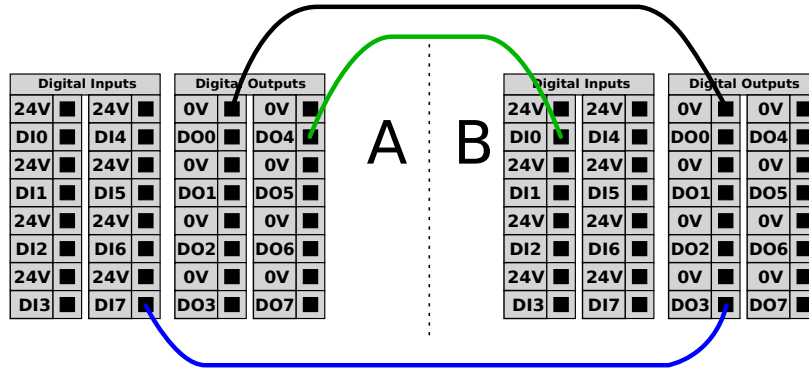 Digital Inputs Digital Outputs Digital Inputs Digital Outputs
24V 24V 0V 0V 24V 24V 0V 0V
DI0 DI4 DO0 DO4 A B DI0 DI4 DO0 DO4
24V 24V 0V 0V 24V 24V 0V 0V
DI1 DI5 DO1 DO5 DI1 DI5 DO1 DO5
24V 24V 0V 0V 24V 24V 0V 0V
DI2 DI6 DO2 DO6 DI2 DI6 DO2 DO6
24V 24V 0V 0V 24V 24V 0V 0V
DI3 DI7 DO3 DO7 DI3 DI7 DO3 DO7